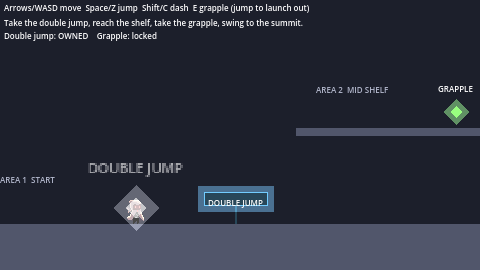 Arrows/WASD move  Space/Z jump  Shift/C dash  E grapple (jump to launch out)
Take the double jump, reach the shelf, take the grapple, swing to the summit.
Double jump: OWNED    Grapple: locked
AREA 2  MID SHELF
GRAPPLE
DOUBLE JUMP
AREA 1  START
DOUBLE JUMP